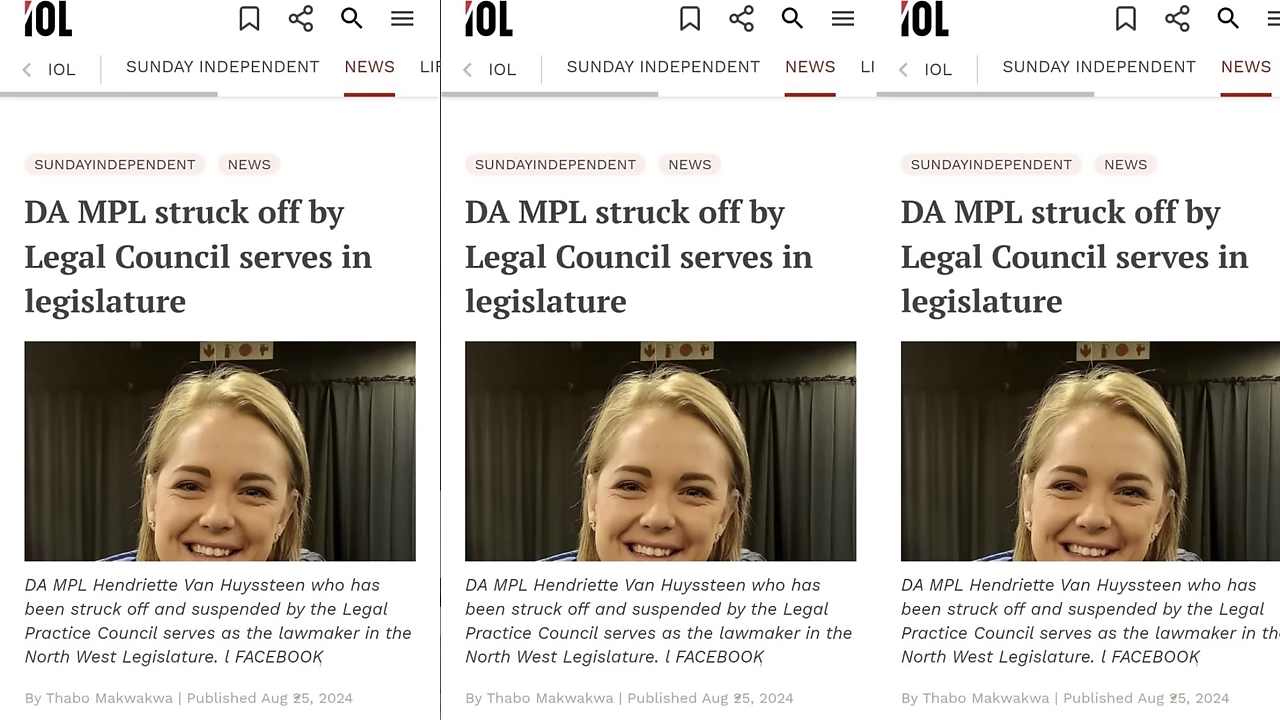 IOL
IOL
SUNDAY INDEPENDENT
NEWS
SUNDAYINDEPENDENT
NEWS
DA MPL struck off by
Legal Council serves in
legislature
DA MPL Hendriette Van Huyssteen who has
been struck off and suspended by the Legal
Practice Council serves as the lawmaker in the
North West Legislature. l FACEBOOK
By Thabo Makwakwa | Published Aug 25, 2024
IOL
IOL
SUNDAY INDEPENDENT
NEWS
SUNDAYINDEPENDENT
NEWS
DA MPL struck off by
Legal Council serves in
legislature
DA MPL Hendriette Van Huyssteen who has
been struck off and suspended by the Legal
Practice Council serves as the lawmaker in the
North West Legislature. l FACEBOOK
By Thabo Makwakwa | Published Aug 25, 2024
IOL
IOL
SUNDAY INDEPENDENT
NEWS
SUNDAYINDEPENDENT
NEWS
DA MPL struck off by
Legal Council serves in
legislature
DA MPL Hendriette Van Huyssteen who has
been struck off and suspended by the Legal
Practice Council serves as the lawmaker in th
North West Legislature. l FACEBOOK
By Thabo Makwakwa | Published Aug 25, 2024